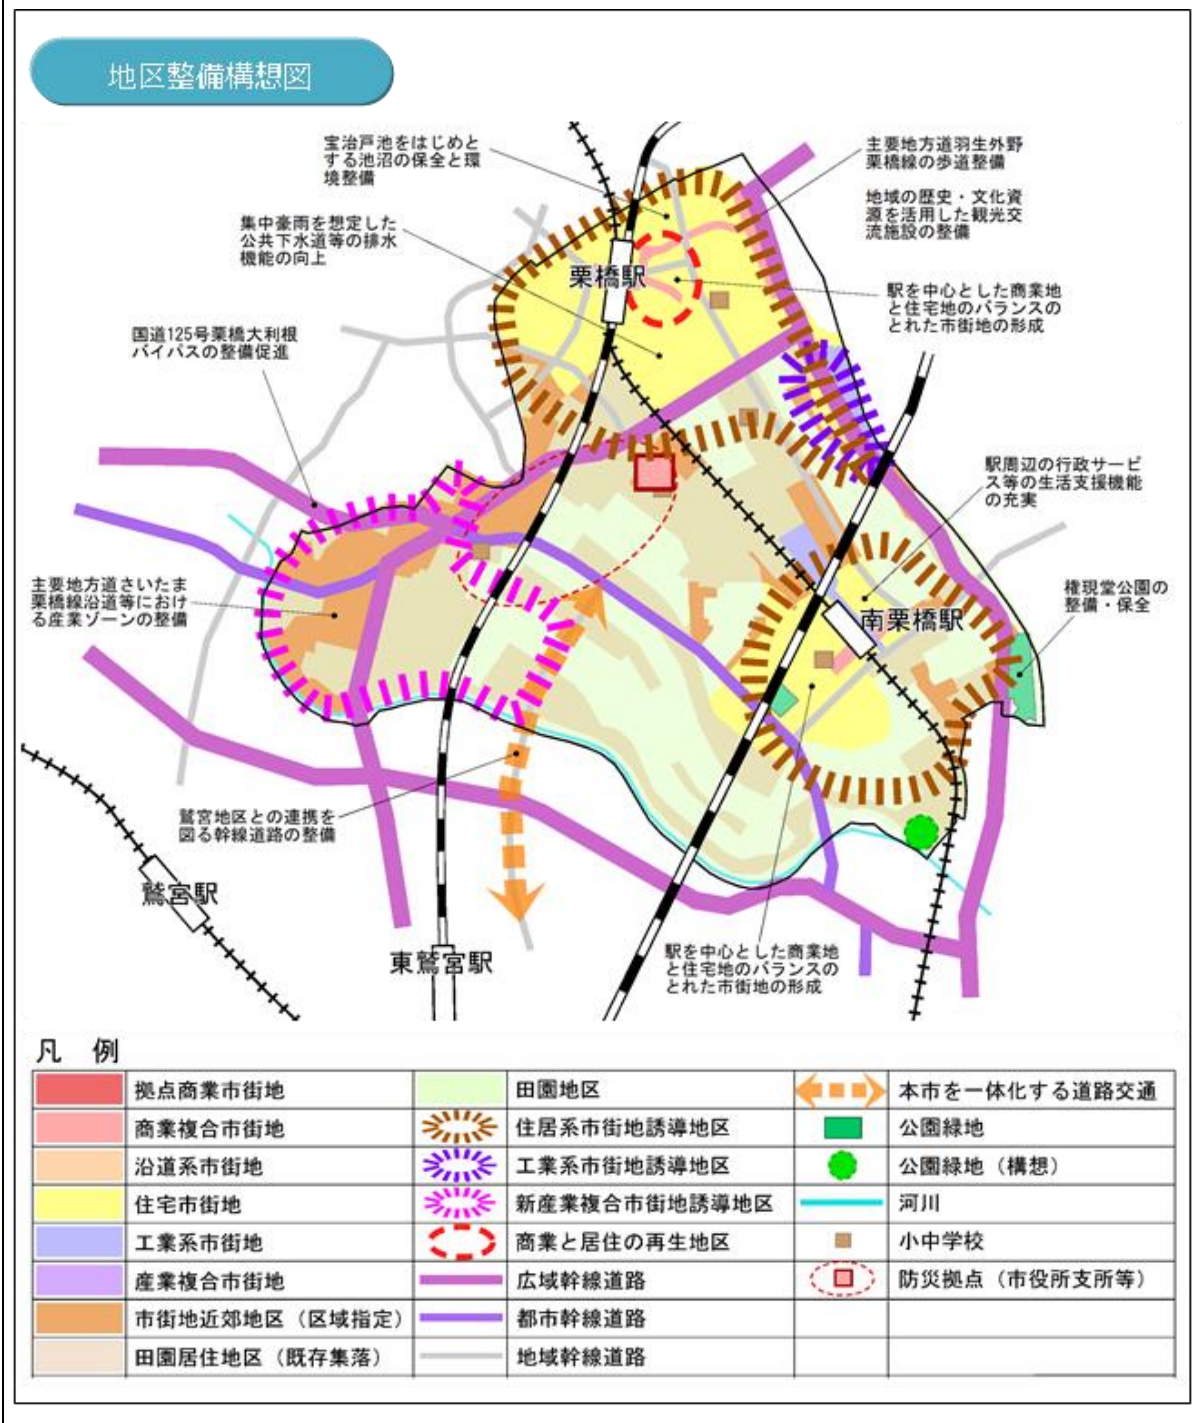 地区整備構想図
宝治戸池をはじめと
する池沼の保全と環
境整備
主要地方道羽生外野
栗橋線の歩道整備
地域の歴史・文化資
源を活用した観光交
流施設の整備
集中豪雨を想定した
公共下水道等の排水
機能の向上
栗橋駅
駅を中心とした商業地
と住宅地のバランスの
とれた市街地の形成
国道125号栗橋大利根
バイパスの整備促進
駅周辺の行政サービ
ス等の生活支援機能
の充実
主要地方道さいたま
栗橋線沿道等におけ
る産業ゾーンの整備
権現堂公園の
整備・保全
南栗橋駅
鷲宮地区との連携を
図る幹線道路の整備
鷲宮駅
東鷲宮駅
駅を中心とした商業地
と住宅地のバランスの
とれた市街地の形成
凡 例
拠点商業市街地
田園地区
本市を一体化する道路交通
商業複合市街地
住居系市街地誘導地区
公園緑地
沿道系市街地
工業系市街地誘導地区
公園緑地（構想）
住宅市街地
新産業複合市街地誘導地区
河川
工業系市街地
商業と居住の再生地区
小中学校
産業複合市街地
広域幹線道路
防災拠点（市役所支所等）
市街地近郊地区（区域指定）
都市幹線道路
田園居住地区（既存集落）
地域幹線道路